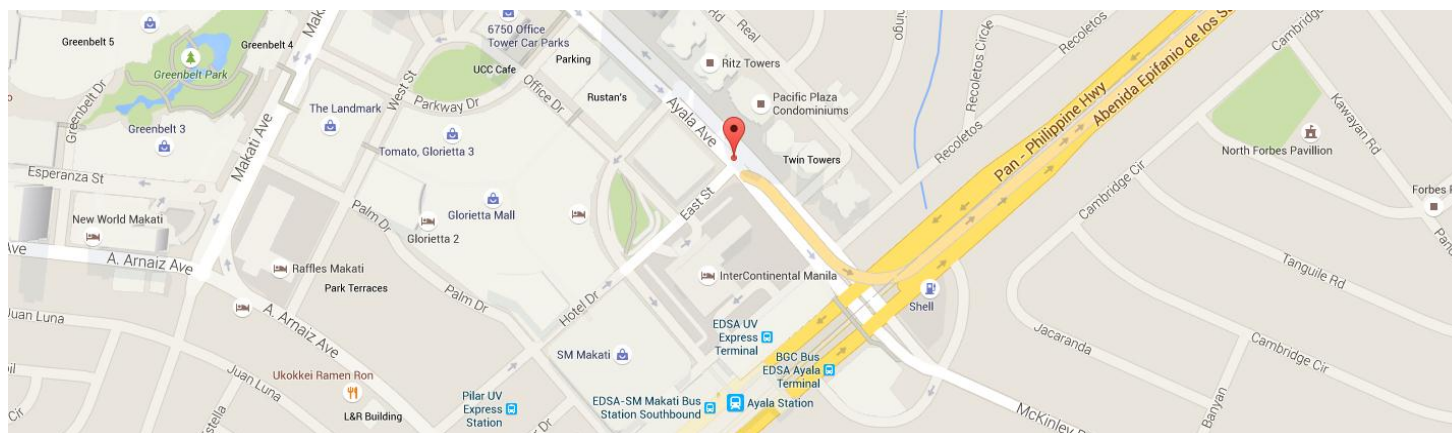 Greenbelt 5
Greenbelt 4
Greenbelt Park
Greenbelt Dr
Greenbelt 3
Esperanza St
New World Makati
A. Arnaiz Ave
Ave
Juan Luna
Makati Ave
The Landmark
West St
Parkway Dr
6750 Office
Tower Car Parks
UCC Cafe
Parking
Office Dr
Rustan's
Tomato, Glorietta 3
Glorietta Mall
Glorietta 2
Palm Dr
Raffles Makati
Park Terraces
Palm Dr
A. Arnaiz Ave
Juan Luna
Ukokkei Ramen Ron
L&R Building
Pilar UV
Express
Station
Hotel Dr
East St
SM Makati
Ayala Ave
Real
Rd
Ritz Towers
Pacific Plaza
Condominiums
Twin Towers
InterContinental Manila
EDSA UV
Express
Terminal
BGC Bus
EDSA Ayala
Terminal
EDSA-SM Makati Bus
Station Southbound
Ayala Station
Shell
Recoletos Circle
Recoletos
Recoletos
Pan - Philippine Hwy
Abenida Epifanio de los
Cambridge
Cambridge Cir
Kawayan Rd
North Forbes Pavillion
Forbes
Tanguile Rd
Jacaranda
Cambridge Cir
Banyan
McKinley
Cir